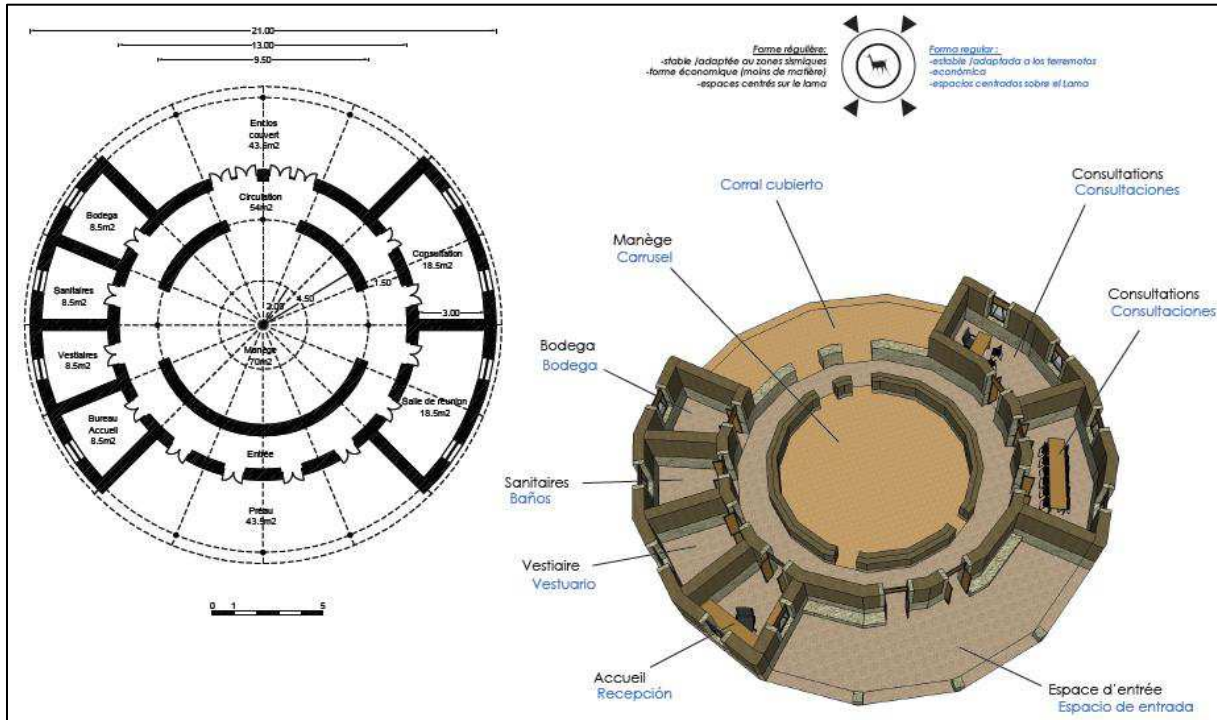 21.00
13.00
9.50
Enclos
couvert
43.5m2
Circulation
54m2
Bodega
8.5m2
Consultation
18.5m2
Sanitaires
8.5m2
4.50
1.50
3.00
Manège
70m2
Vestiaires
8.5m2
Salle de réunion
18.5m2
Bureau
Accueil
8.5m2
Entrée
Préau
43.5m2
0 1 5
Forme régulière:
-stable /adaptée au zones sismiques
-forme économique (moins de matière)
-espaces centrés sur le lama
Forma regular :
-estable /adaptada a los terremotos
-económica
-espacios centrados sobre el Lama
Corral cubierto
Consultations
Consultaciones
Manège
Carrusel
Consultations
Consultaciones
Bodega
Bodega
Sanitaires
Baños
Vestiaire
Vestuario
Accueil
Recepción
Espace d'entrée
Espacio de entrada